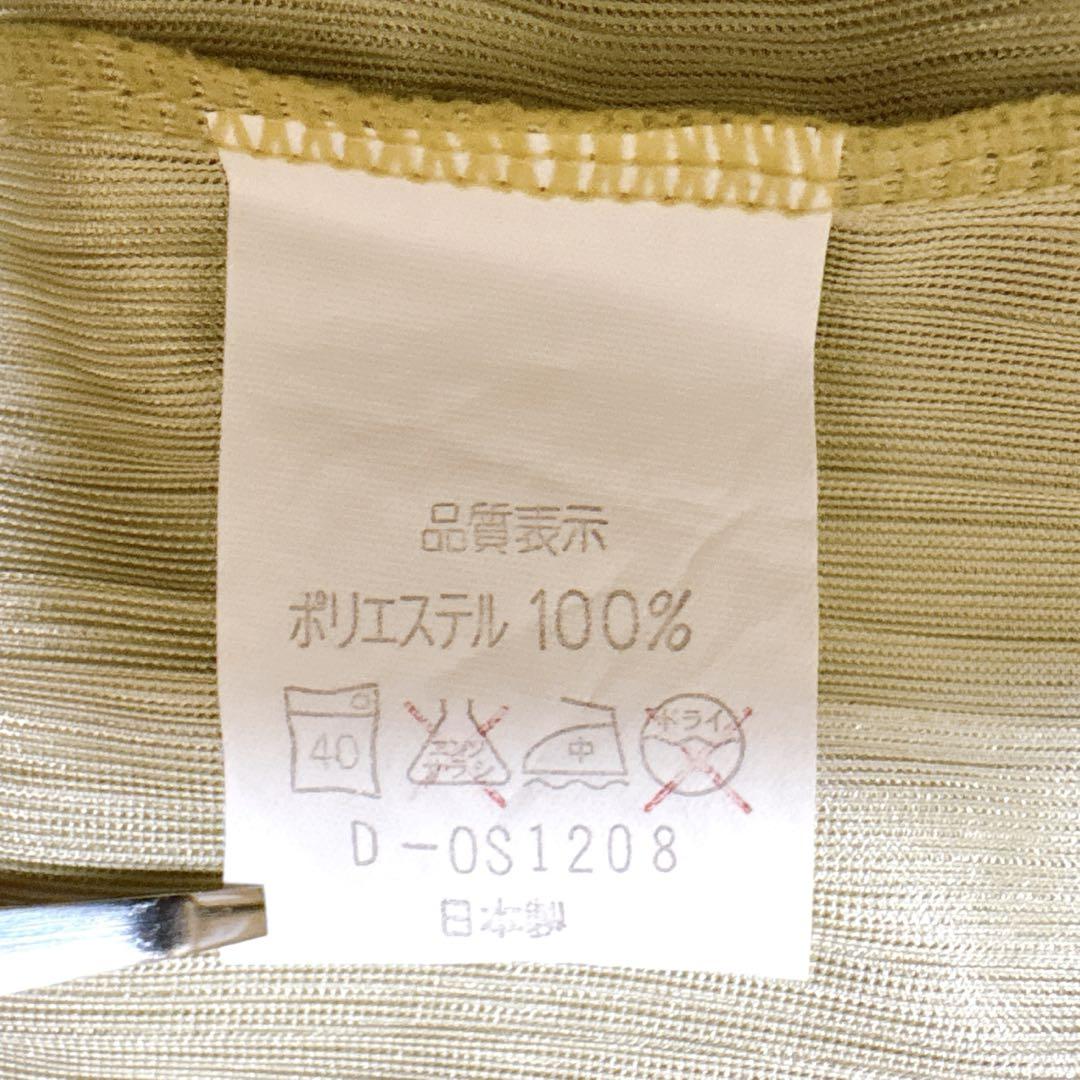 品質表示
ポリエステル 100%
40 エンソサラシ 中 ドライ
D-OS1208
日本製